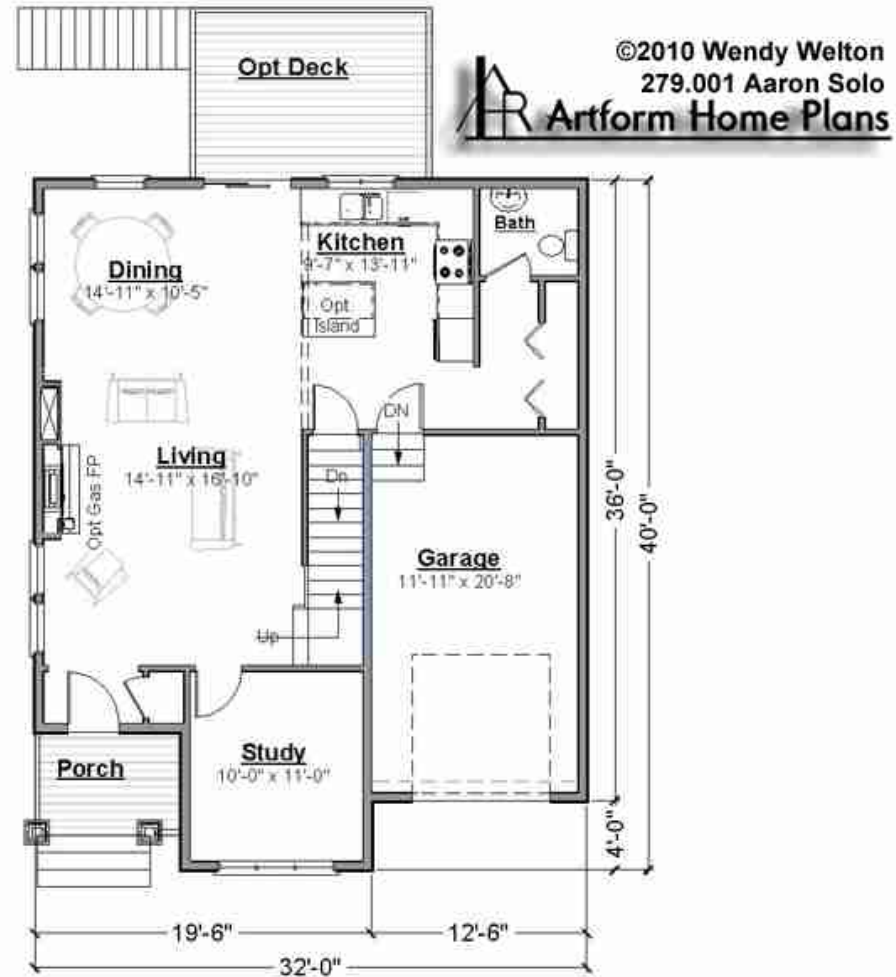 ©2010 Wendy Welton
279.001 Aaron Solo
Artform Home Plans
Opt Deck
Bath
Kitchen
9'-7" x 13'-11"
Dining
14'-11" x 10'-5"
Opt
Island
DN
Living
14'-11" x 16'-10"
Opt Gas FP
Dn
Garage
11'-11" x 20'-8"
36'-0"
40'-0"
Up
Study
10'-0" x 11'-0"
Porch
4'-0"
19'-6"
12'-6"
32'-0"